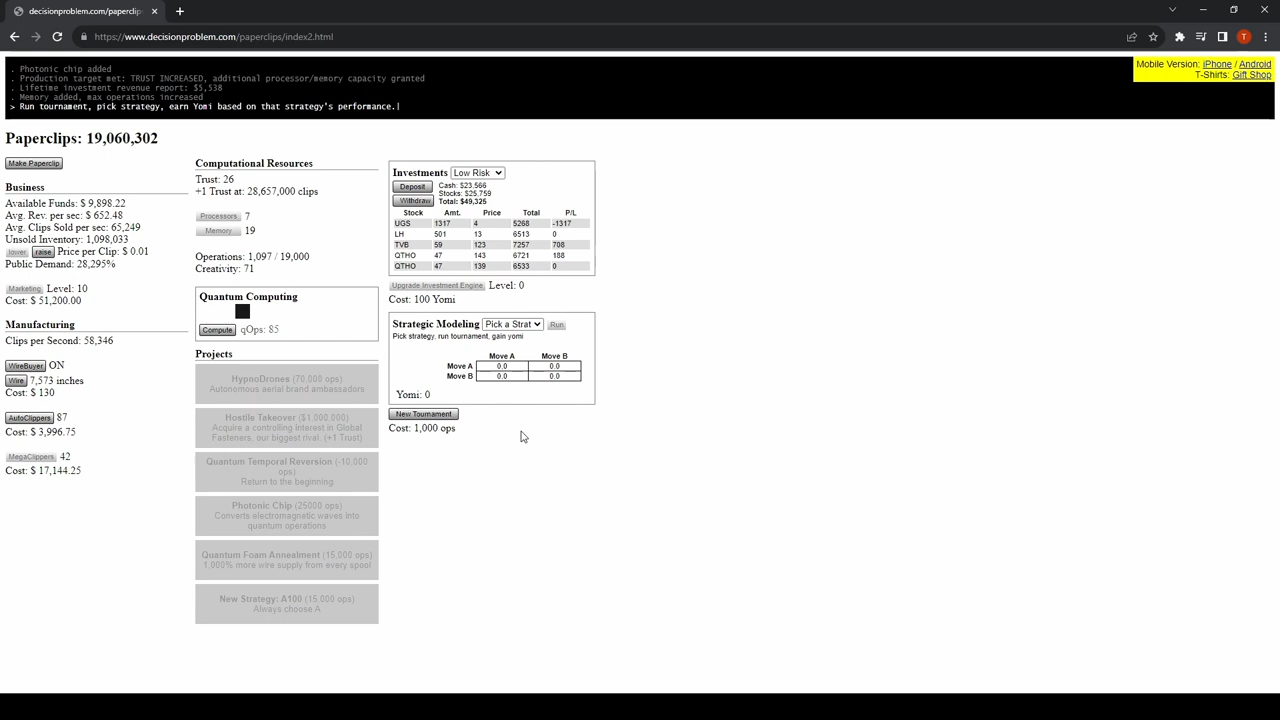 decisionproblem.com/paperclip
https://www.decisionproblem.com/paperclips/index2.html
T
. Photonic chip added
. Production target met: TRUST INCREASED, additional processor/memory capacity granted
. Lifetime investment revenue report: $5,538
. Memory added, max operations increased
> Run tournament, pick strategy, earn Yomi based on that strategy's performance.|
Mobile Version: iPhone / Android
T-Shirts: Gift Shop
Paperclips: 19,060,302
Make Paperclip
Business
Available Funds: $ 9,898.22
Avg. Rev. per sec: $ 652.48
Avg. Clips Sold per sec: 65,249
Unsold Inventory: 1,098,033
lower raise Price per Clip: $ 0.01
Public Demand: 28,295%
Marketing Level: 10
Cost: $ 51,200.00
Manufacturing
Clips per Second: 58,346
WireBuyer ON
Wire 7,573 inches
Cost: $ 130
AutoClippers 87
Cost: $ 3,996.75
MegaClippers 42
Cost: $ 17,144.25
Computational Resources
Trust: 26
+1 Trust at: 28,657,000 clips
Processors 7
Memory 19
Operations: 1,097 / 19,000
Creativity: 71
Quantum Computing
Compute qOps: 85
Projects
HypnoDrones (70,000 ops)
Autonomous aerial brand ambassadors
Hostile Takeover ($1,000,000)
Acquire a controlling interest in Global
Fasteners, our biggest rival. (+1 Trust)
Quantum Temporal Reversion (-10,000
ops)
Return to the beginning
Photonic Chip (25000 ops)
Converts electromagnetic waves into
quantum operations
Quantum Foam Annealment (15,000 ops)
1,000% more wire supply from every spool
New Strategy: A100 (15,000 ops)
Always choose A
Investments Low Risk
Deposit Cash: $23,566
Stocks: $25,759
Withdraw Total: $49,325
Stock Amt. Price Total P/L
UGS 1317 4 5268 -1317
LH 501 13 6513 0
TVB 59 123 7257 708
QTHO 47 143 6721 188
QTHO 47 139 6533 0
Upgrade Investment Engine Level: 0
Cost: 100 Yomi
Strategic Modeling Pick a Strat Run
Pick strategy, run tournament, gain yomi
Move A Move B
Move A 0,0 0,0
Move B 0,0 0,0
Yomi: 0
New Tournament
Cost: 1,000 ops